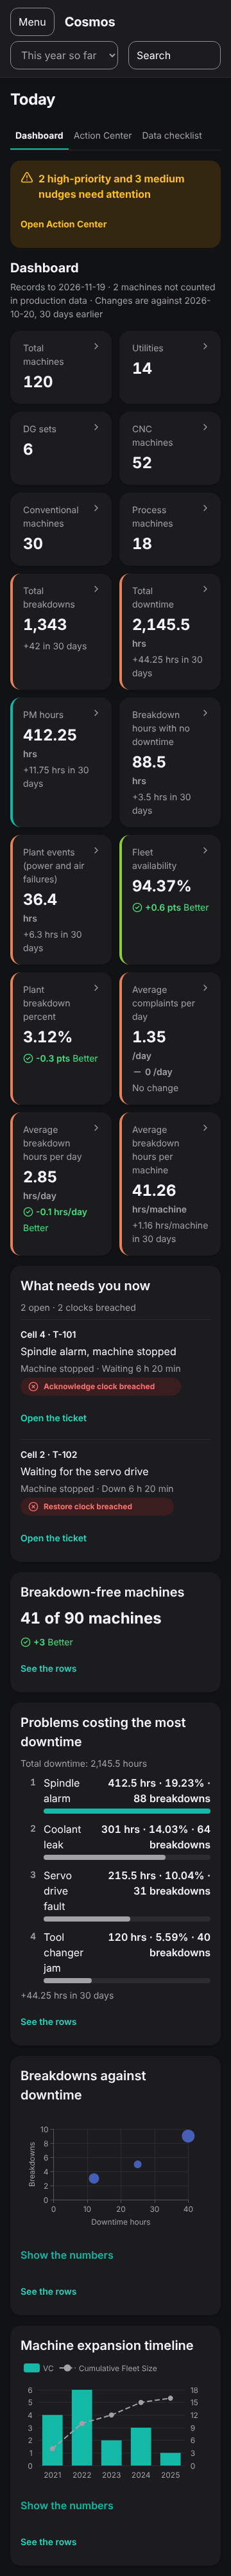 Menu
Cosmos
This year so far
Search
Today
Dashboard
Action Center
Data checklist
2 high-priority and 3 medium
nudges need attention
Open Action Center
Dashboard
Records to 2026-11-19 · 2 machines not counted
in production data · Changes are against 2026-
10-20, 30 days earlier
Total
machines
120
Utilities
14
DG sets
6
CNC
machines
52
Conventional
machines
30
Process
machines
18
Total
breakdowns
1,343
+42 in 30 days
Total
downtime
2,145.5
hrs
+44.25 hrs in 30
days
PM hours
412.25
hrs
+11.75 hrs in 30
days
Breakdown
hours with no
downtime
88.5
hrs
+3.5 hrs in 30
days
Plant events
(power and air
failures)
36.4
hrs
+6.3 hrs in 30
days
Fleet
availability
94.37%
+0.6 pts Better
Plant
breakdown
percent
3.12%
-0.3 pts Better
Average
complaints per
day
1.35
/day
0 /day
No change
Average
breakdown
hours per day
2.85
hrs/day
-0.1 hrs/day
Better
Average
breakdown
hours per
machine
41.26
hrs/machine
+1.16 hrs/machine
in 30 days
What needs you now
2 open · 2 clocks breached
Cell 4 · T-101
Spindle alarm, machine stopped
Machine stopped · Waiting 6 h 20 min
Acknowledge clock breached
Open the ticket
Cell 2 · T-102
Waiting for the servo drive
Machine stopped · Down 6 h 20 min
Restore clock breached
Open the ticket
Breakdown-free machines
41 of 90 machines
+3 Better
See the rows
Problems costing the most
downtime
Total downtime: 2,145.5 hours
1 Spindle 412.5 hrs · 19.23% ·
alarm 88 breakdowns
2 Coolant 301 hrs · 14.03% · 64
leak breakdowns
3 Servo 215.5 hrs · 10.04% ·
drive 31 breakdowns
fault
4 Tool 120 hrs · 5.59% · 40
changer breakdowns
jam
+44.25 hrs in 30 days
See the rows
Breakdowns against
downtime
10
8
6
4
2
0
Breakdowns
0 10 20 30 40
Downtime hours
Show the numbers
See the rows
Machine expansion timeline
VC Cumulative Fleet Size
6 18
5 15
4 12
3 9
2 6
1 3
0 0
2021 2022 2023 2024 2025
Show the numbers
See the rows